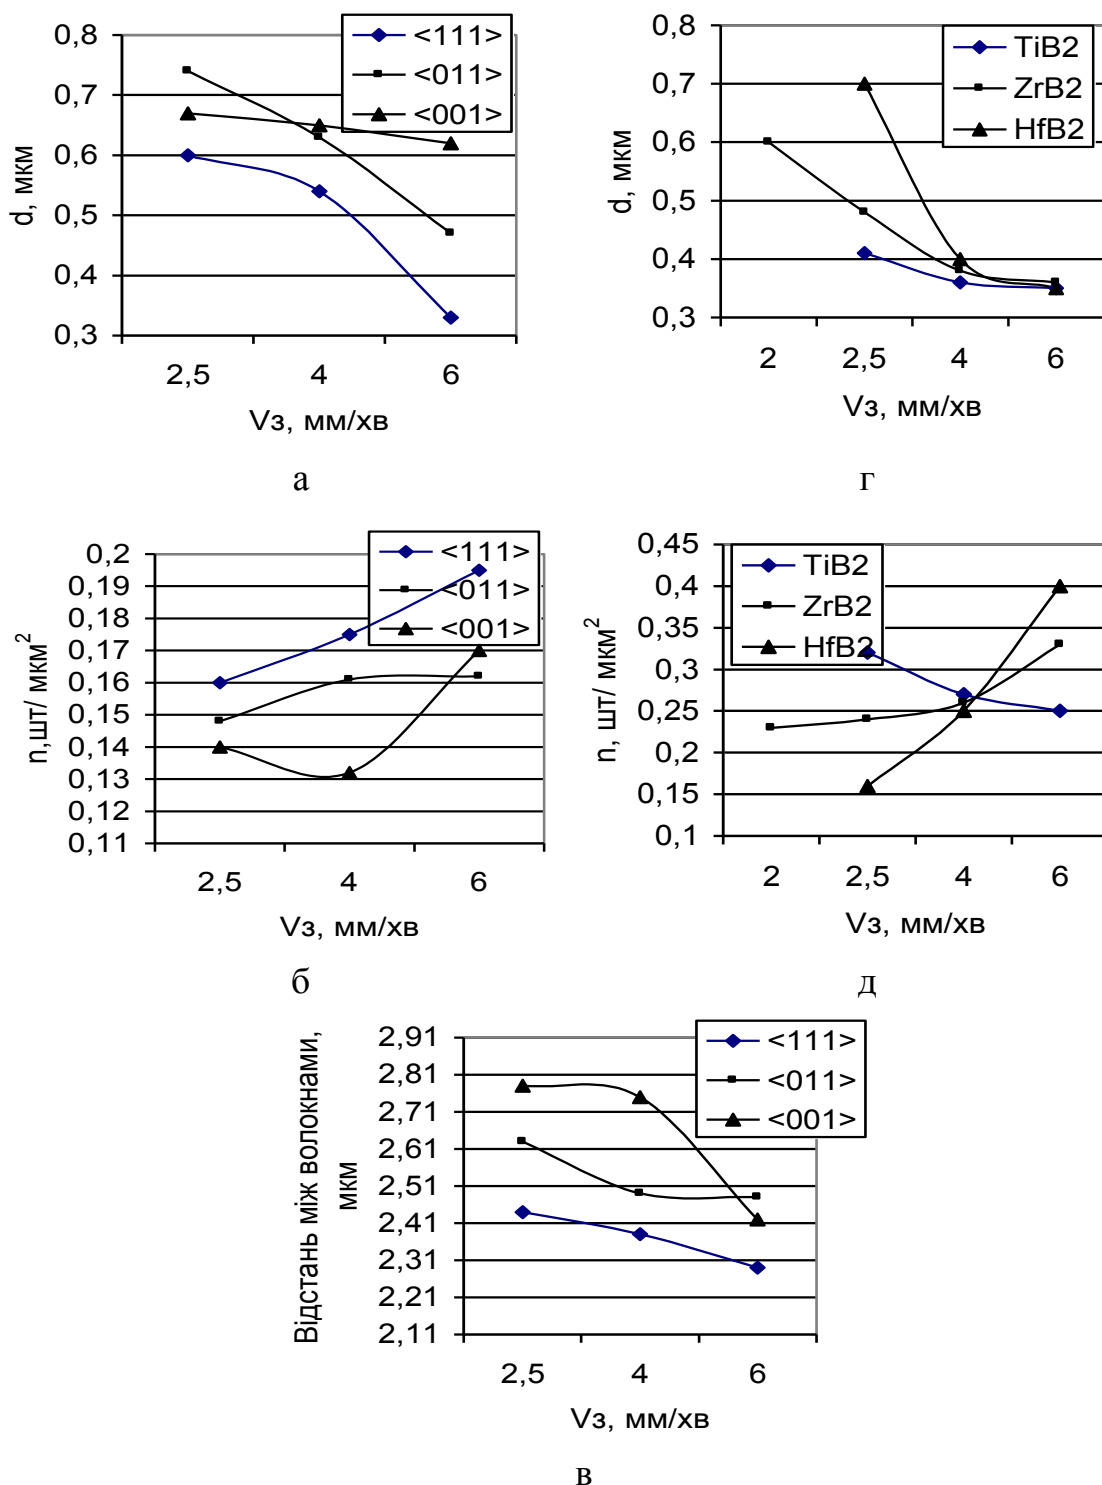 0,8
0,7
0,6
0,5
0,4
0,3
d, мкм
<111>
<011>
<001>
2,5 4 6
Vз, мм/хв
а
0,8
0,7
0,6
0,5
0,4
0,3
d, мкм
TiB2
ZrB2
HfB2
2 2,5 4 6
Vз, мм/хв
г
0,2
0,19
0,18
0,17
0,16
0,15
0,14
0,13
0,12
0,11
n,шт/ мкм²
<111>
<011>
<001>
2,5 4 6
Vз, мм/хв
б
0,45
0,4
0,35
0,3
0,25
0,2
0,15
0,1
n, шт/ мкм²
TiB2
ZrB2
HfB2
2 2,5 4 6
Vз, мм/хв
д
Відстань між волокнами,
мкм
2,91
2,81
2,71
2,61
2,51
2,41
2,31
2,21
2,11
<111>
<011>
<001>
2,5 4 6
Vз, мм/хв
в